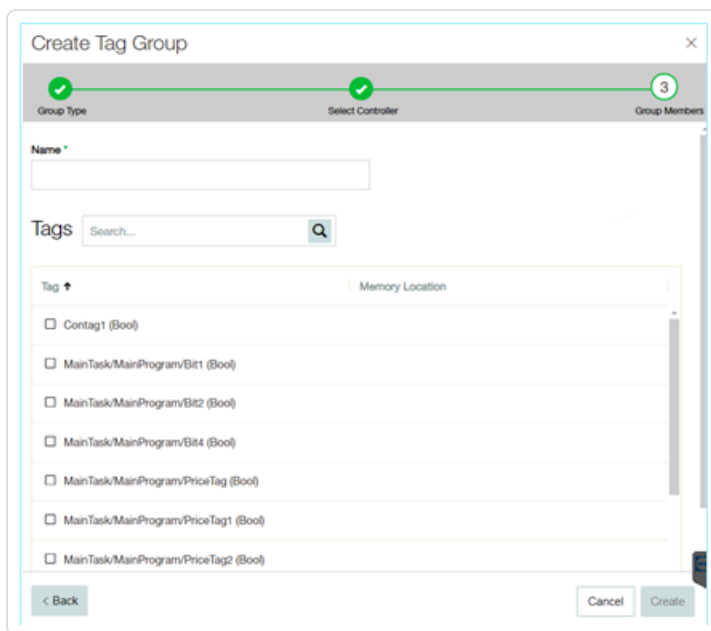 Create Tag Group
3
Group Type Select Controller Group Members
Name *
Tags Search...
Tag Memory Location
Contag1 (Bool)
MainTask/MainProgram/Bit1 (Bool)
MainTask/MainProgram/Bit2 (Bool)
MainTask/MainProgram/Bit4 (Bool)
MainTask/MainProgram/PriceTag (Bool)
MainTask/MainProgram/PriceTag1 (Bool)
MainTask/MainProgram/PriceTag2 (Bool)
< Back Cancel Create